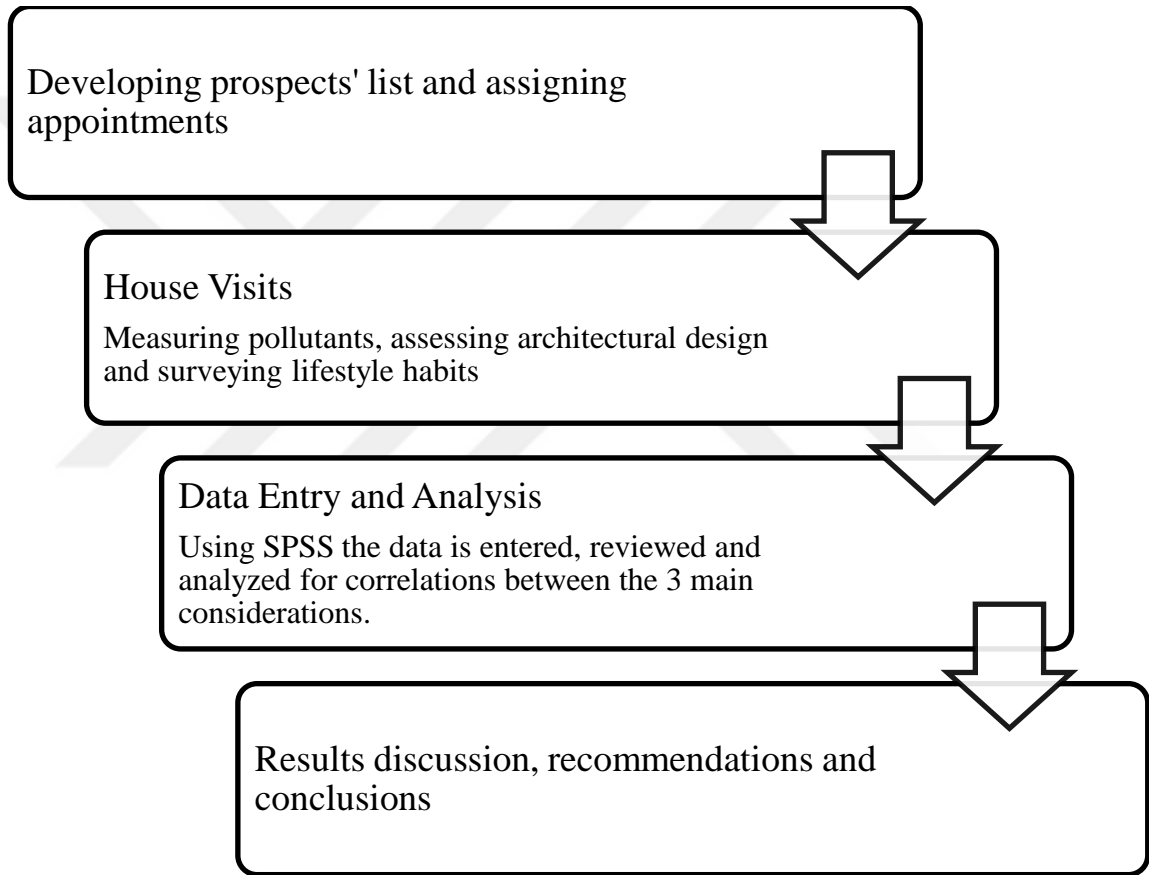 Developing prospects' list and assigning
appointments
House Visits
Measuring pollutants, assessing architectural design
and surveying lifestyle habits
Data Entry and Analysis
Using SPSS the data is entered, reviewed and
analyzed for correlations between the 3 main
considerations.
Results discussion, recommendations and
conclusions